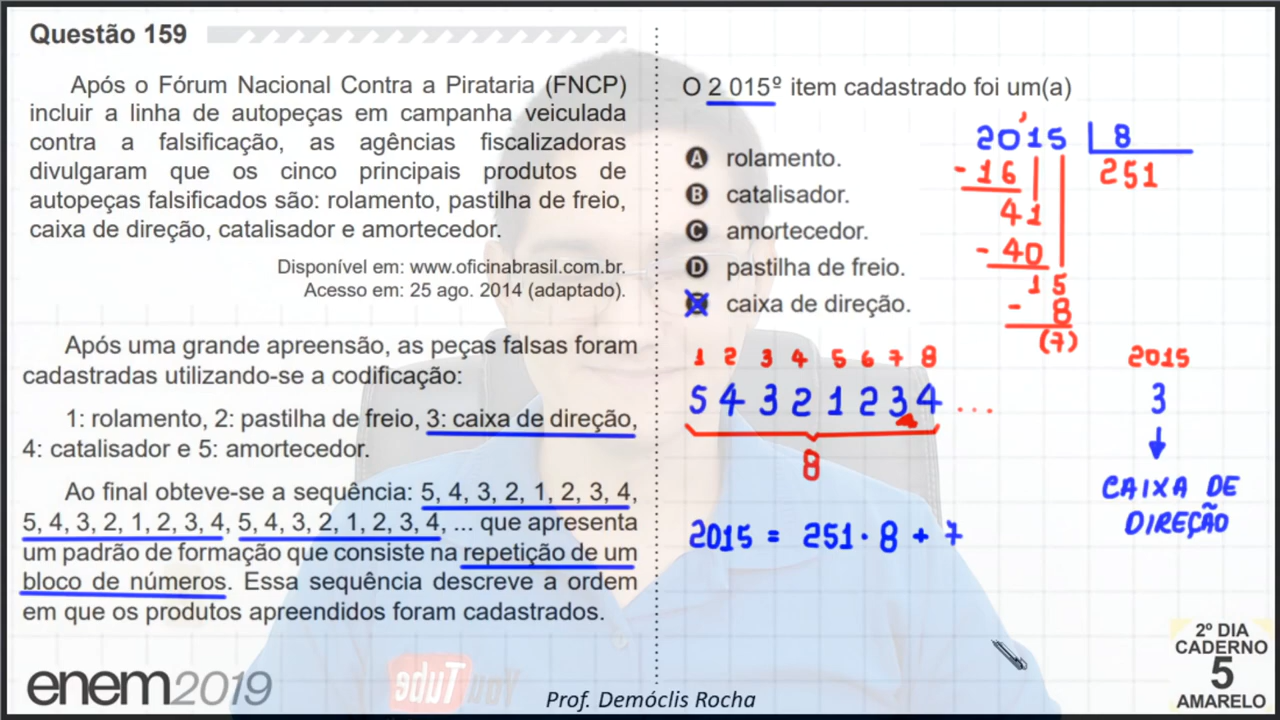 Questão 159
Após o Fórum Nacional Contra a Pirataria (FNCP)
incluir a linha de autopeças em campanha veiculada
contra a falsificação, as agências fiscalizadoras
divulgaram que os cinco principais produtos de
autopeças falsificados são: rolamento, pastilha de freio,
caixa de direção, catalisador e amortecedor.
Disponível em: www.oficinabrasil.com.br.
Acesso em: 25 ago. 2014 (adaptado).
Após uma grande apreensão, as peças falsas foram
cadastradas utilizando-se a codificação:
1: rolamento, 2: pastilha de freio, 3: caixa de direção,
4: catalisador e 5: amortecedor.
Ao final obteve-se a sequência: 5, 4, 3, 2, 1, 2, 3, 4,
5, 4, 3, 2, 1, 2, 3, 4, 5, 4, 3, 2, 1, 2, 3, 4, ... que apresenta
um padrão de formação que consiste na repetição de um
bloco de números. Essa sequência descreve a ordem
em que os produtos apreendidos foram cadastrados.
enem2019
O 2 015º item cadastrado foi um(a)
A rolamento.
B catalisador.
C amortecedor.
D pastilha de freio.
caixa de direção.
2015 8
-16 251
41
-40
15
- 8
(7)
1 2 3 4 5 6 7 8
5 4 3 2 1 2 3 4 ...
8
2015 = 251 · 8 + 7
2015
3
CAIXA DE
DIREÇÃO
YouTube
Prof. Demóclis Rocha
2º DIA
CADERNO
5
AMARELO